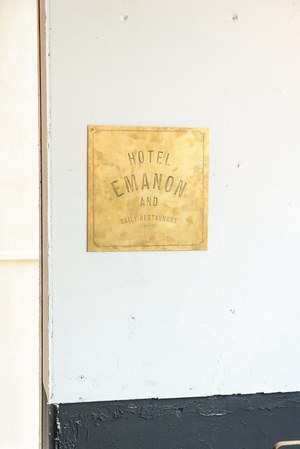 HOTEL
EMANON
AND
DAILY RESTAURANT